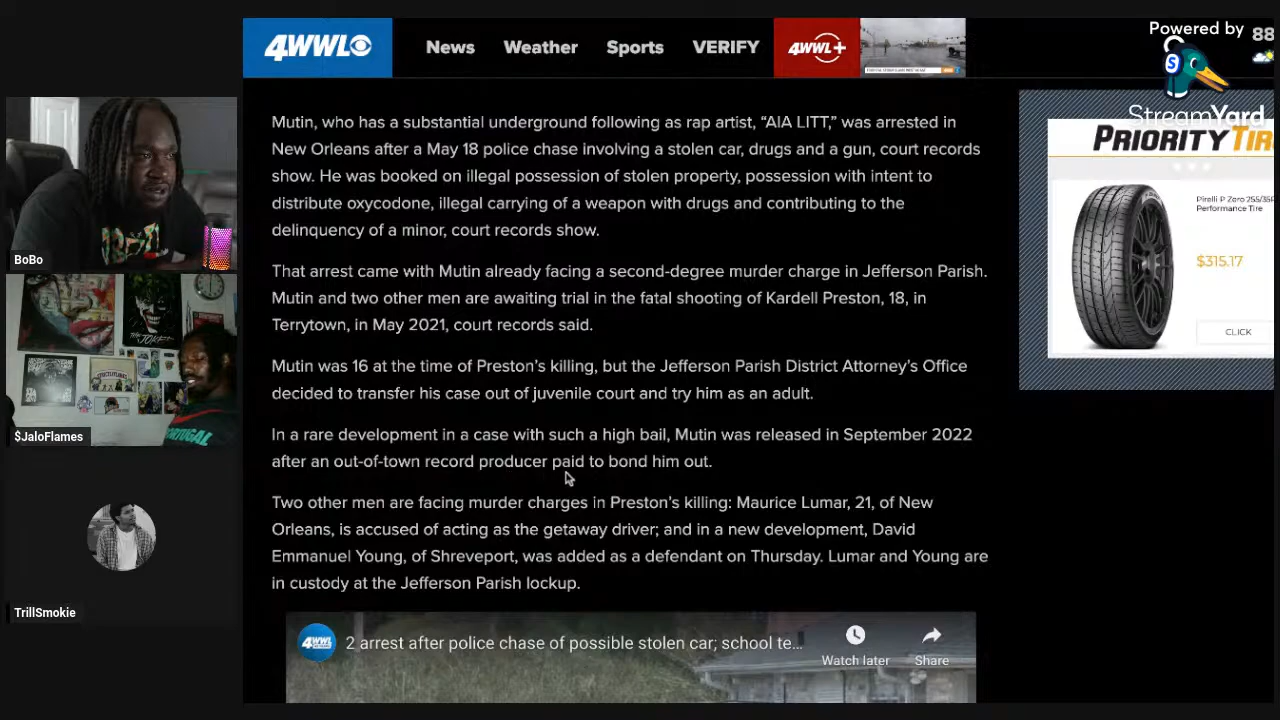 4WWL
News
Weather
Sports
VERIFY
4WWL+
Powered by
88
StreamYard
Mutin, who has a substantial underground following as rap artist, “AIA LITT,” was arrested in
New Orleans after a May 18 police chase involving a stolen car, drugs and a gun, court records
show. He was booked on illegal possession of stolen property, possession with intent to
distribute oxycodone, illegal carrying of a weapon with drugs and contributing to the
delinquency of a minor, court records show.
That arrest came with Mutin already facing a second-degree murder charge in Jefferson Parish.
Mutin and two other men are awaiting trial in the fatal shooting of Kardell Preston, 18, in
Terrytown, in May 2021, court records said.
Mutin was 16 at the time of Preston’s killing, but the Jefferson Parish District Attorney’s Office
decided to transfer his case out of juvenile court and try him as an adult.
In a rare development in a case with such a high bail, Mutin was released in September 2022
after an out-of-town record producer paid to bond him out.
Two other men are facing murder charges in Preston’s killing: Maurice Lumar, 21, of New
Orleans, is accused of acting as the getaway driver; and in a new development, David
Emmanuel Young, of Shreveport, was added as a defendant on Thursday. Lumar and Young are
in custody at the Jefferson Parish lockup.
4WWL
2 arrest after police chase of possible stolen car; school te...
Watch later
Share
PRIORITY TIR
Pirelli P Zero 255/35R
Performance Tire
$315.17
CLICK
BoBo
THE JOKER
PORTUGAL
$JaloFlames
TrillSmokie